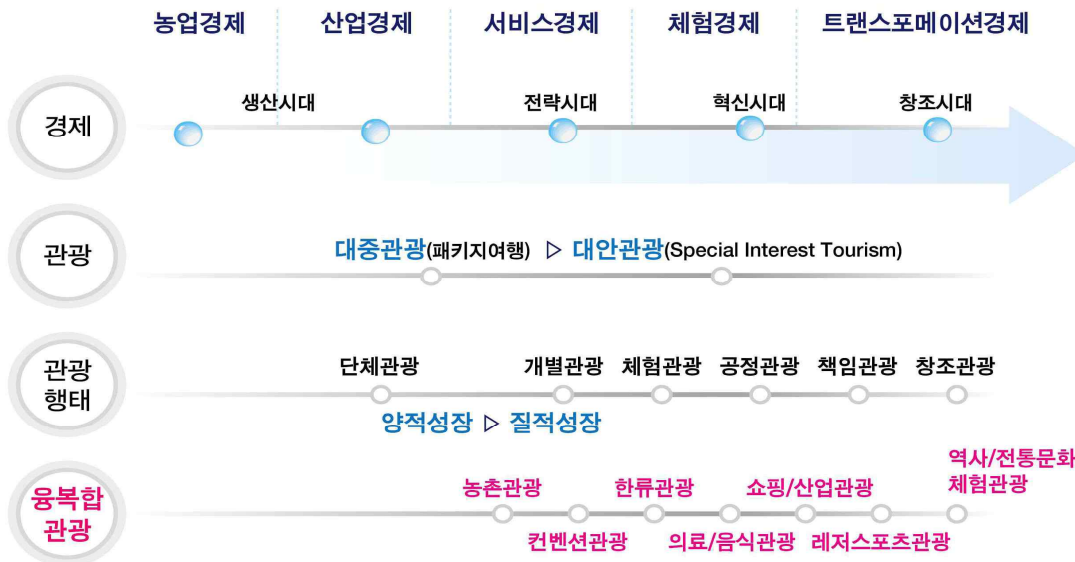 농업경제 산업경제 서비스경제 체험경제 트랜스포메이션경제
생산시대 전략시대 혁신시대 창조시대
경제
대중관광(패키지여행) ▷ 대안관광(Special Interest Tourism)
관광
단체관광 개별관광 체험관광 공정관광 책임관광 창조관광
관광
행태
양적성장 ▷ 질적성장
역사/전통문화
체험관광
농촌관광 한류관광 쇼핑/산업관광
융복합
관광
컨벤션관광 의료/음식관광 레저스포츠관광